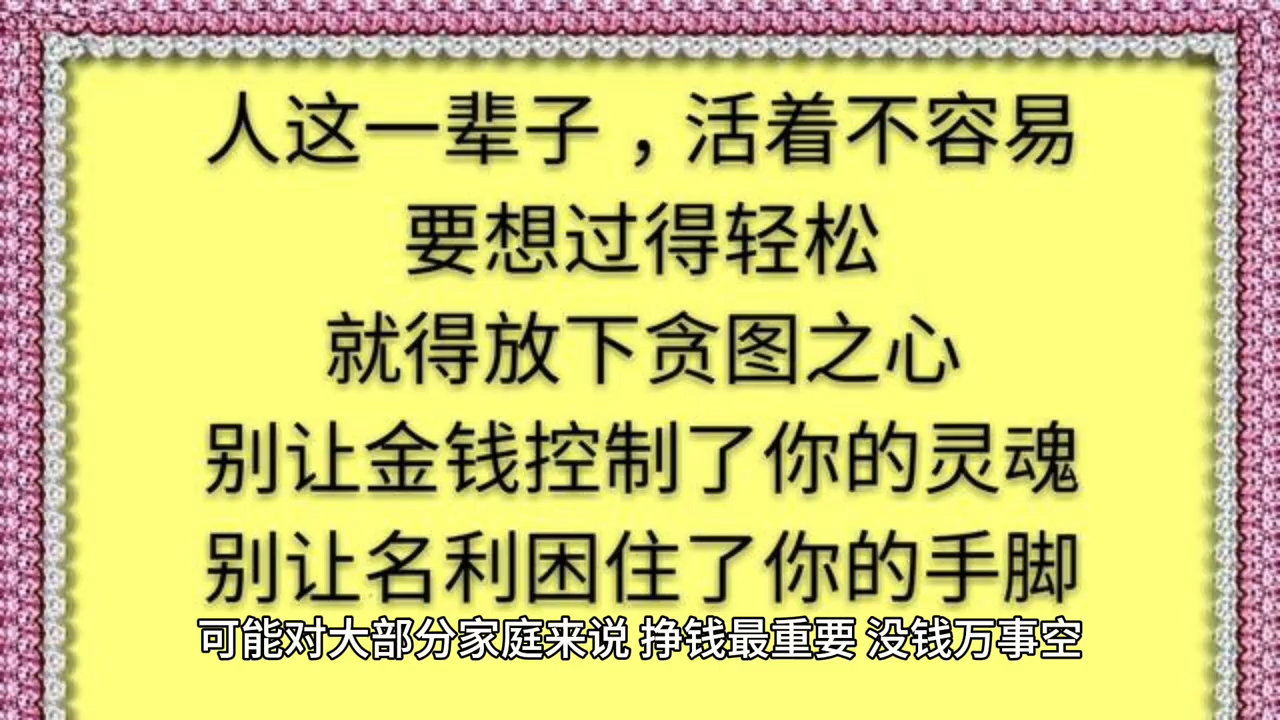 人这一辈子，活着不容易
要想过得轻松
就得放下贪图之心
别让金钱控制了你的灵魂
别让名利困住了你的手脚
可能对大部分家庭来说 挣钱最重要 没钱万事空